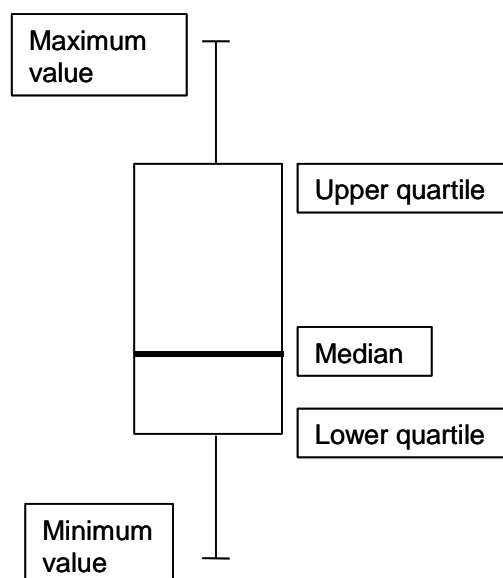 Maximum
value
Upper quartile
Median
Lower quartile
Minimum
value